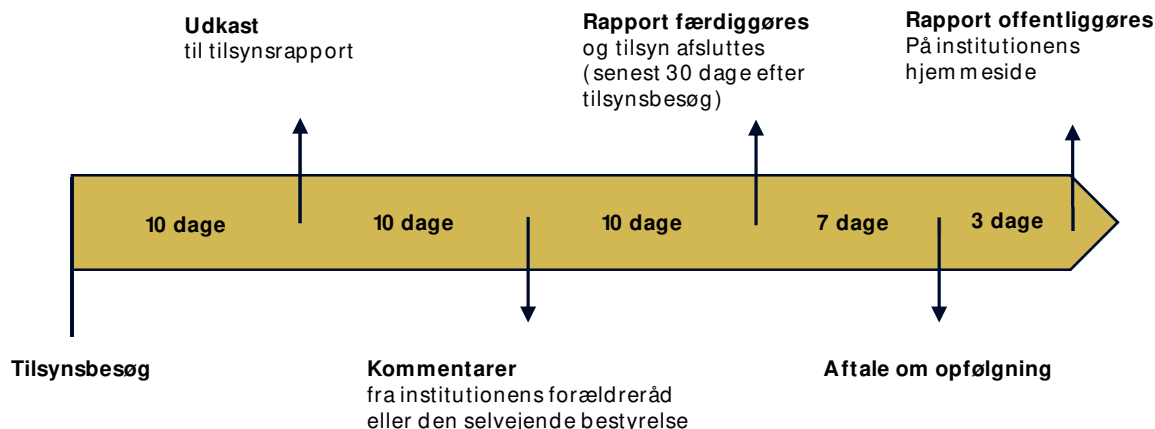 Udkast
til tilsynsrapport
Rapport færdiggøres
og tilsyn afsluttes
(senest 30 dage efter
tilsynsbesøg)
Rapport offentliggøres
På institutionens
hjemmeside
10 dage
10 dage
10 dage
7 dage
3 dage
Tilsynsbesøg
Kommentarer
fra institutionens forældreråd
eller den selvejende bestyrelse
Aftale om opfølgning